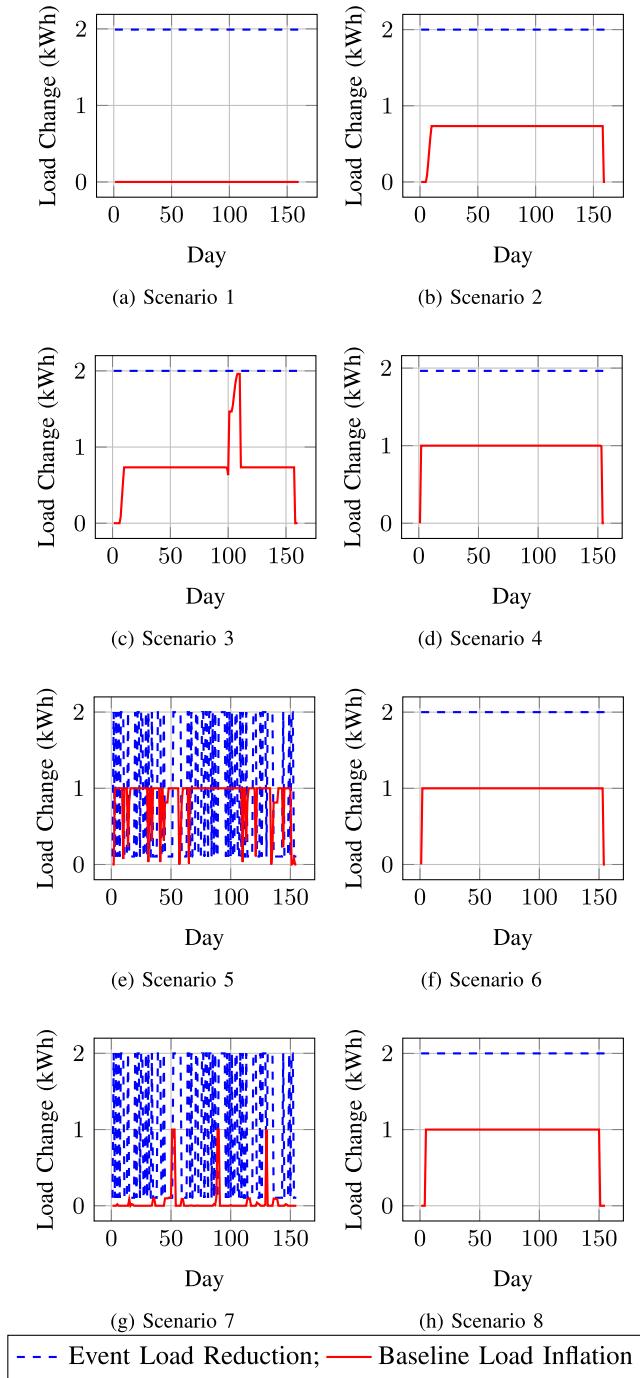 Load Change (kWh)
2
1
0
0 50 100 150
Day
(a) Scenario 1
Load Change (kWh)
2
1
0
0 50 100 150
Day
(b) Scenario 2
Load Change (kWh)
2
1
0
0 50 100 150
Day
(c) Scenario 3
Load Change (kWh)
2
1
0
0 50 100 150
Day
(d) Scenario 4
Load Change (kWh)
2
1
0
0 50 100 150
Day
(e) Scenario 5
Load Change (kWh)
2
1
0
0 50 100 150
Day
(f) Scenario 6
Load Change (kWh)
2
1
0
0 50 100 150
Day
(g) Scenario 7
Load Change (kWh)
2
1
0
0 50 100 150
Day
(h) Scenario 8
Event Load Reduction; Baseline Load Inflation